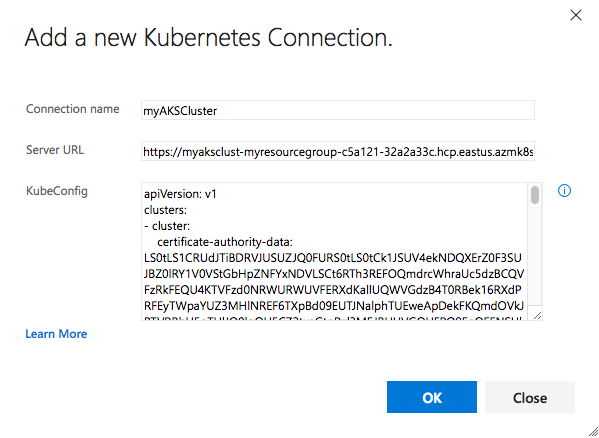 Add a new Kubernetes Connection.
Connection name
myAKSCluster
Server URL
https://myaksclust-myresourcegroup-c5a121-32a2a33c.hcp.eastus.azmk8s
KubeConfig
apiVersion: v1
clusters:
- cluster:
certificate-authority-data:
LS0tLS1CRUdJTiBDRVJUSUZJQ0FURS0tLS0tCk1JSUV4ekNDQXErZ0F3SU
JBZ0lRY1V0VStGbHpZNFYxNDVLSCt6RTh3REFOQmdrcWhraUc5dzBCQV
FzRkFEQU4KTVFzd0NRWURWUVFERXdKallUQWVGdzB4T0RBek16RXdP
RFEyTWpaYUZ3MHlNREF6TXpBd09EUTJNalphTUEweApDekFKQmdOVkJ
Learn More
OK
Close